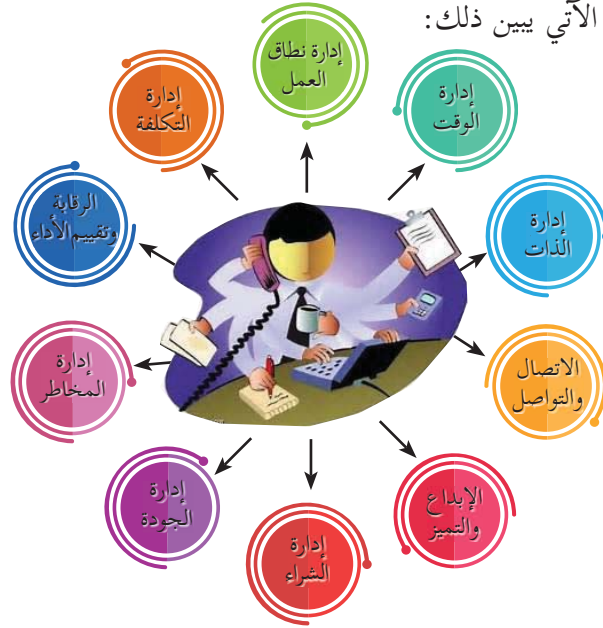 الآتي يبين ذلك:
إدارة نطاق
العمل
إدارة
الوقت
إدارة
الذات
الاتصال
والتواصل
الإبداع
والتميز
إدارة
الشراء
إدارة
الجودة
إدارة
المخاطر
الرقابة
وتقييم الأداء
إدارة
التكلفة